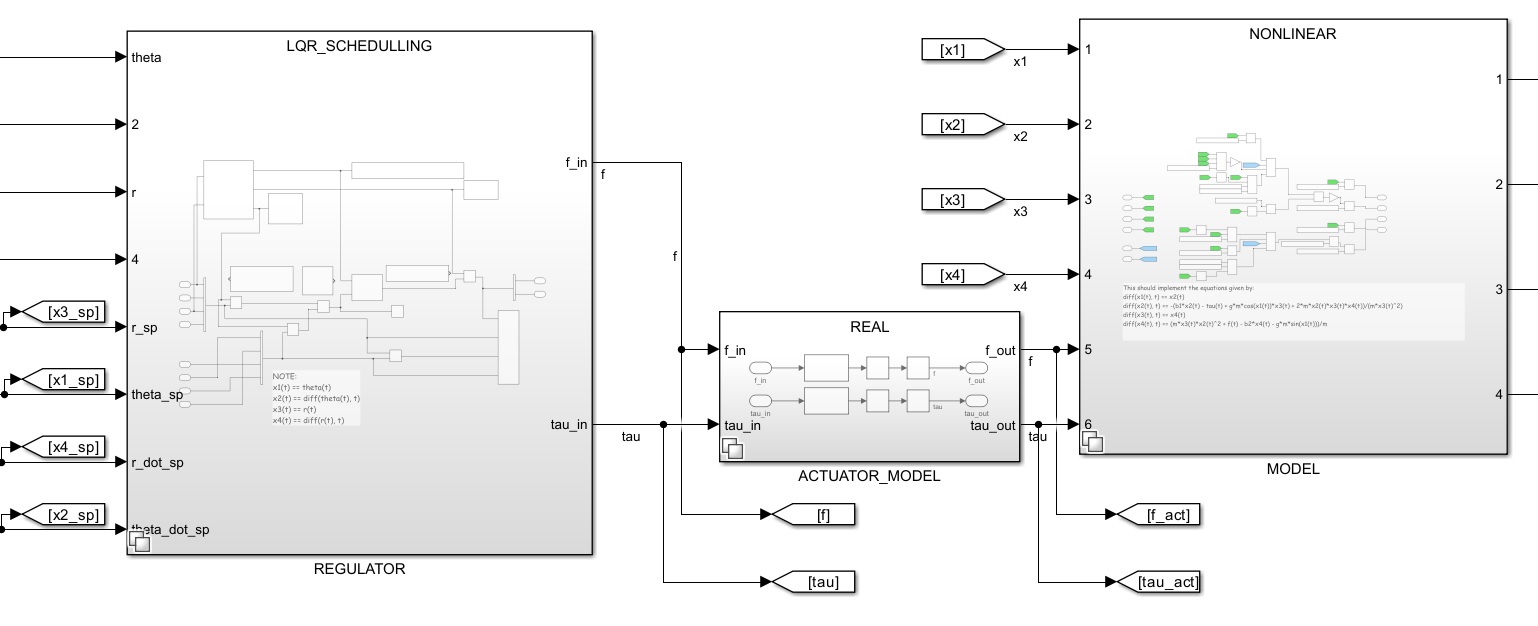 LQR_SCHEDULLING
theta
2
r
4
[x3_sp]
r_sp
[x1_sp]
theta_sp
[x4_sp]
r_dot_sp
[x2_sp]
theta_dot_sp
f_in
f
tau_in
tau
NOTE:
x1(t) == theta(t)
x2(t) == diff(theta(t), t)
x3(t) == r(t)
x4(t) == diff(r(t), t)
REGULATOR
f
REAL
f_in
f_out
f
f_in
f
f_out
tau_in
tau
tau_out
tau_in
tau_out
tau
ACTUATOR_MODEL
[f]
[tau]
[x1]
x1
[x2]
x2
[x3]
x3
[x4]
x4
NONLINEAR
1
2
3
4
5
6
1
2
3
4
This should implement the equations given by:
diff(x1(t), t) == x2(t)
diff(x2(t), t) == -(b1*x2(t) - tau(t) + g*m*cos(x1(t))*x3(t) + 2*m*x2(t)*x3(t)*x4(t))/(m*x3(t)^2)
diff(x3(t), t) == x4(t)
diff(x4(t), t) == (m*x3(t)*x2(t)^2 + f(t) - b2*x4(t) - g*m*sin(x1(t)))/m
MODEL
[f_act]
[tau_act]